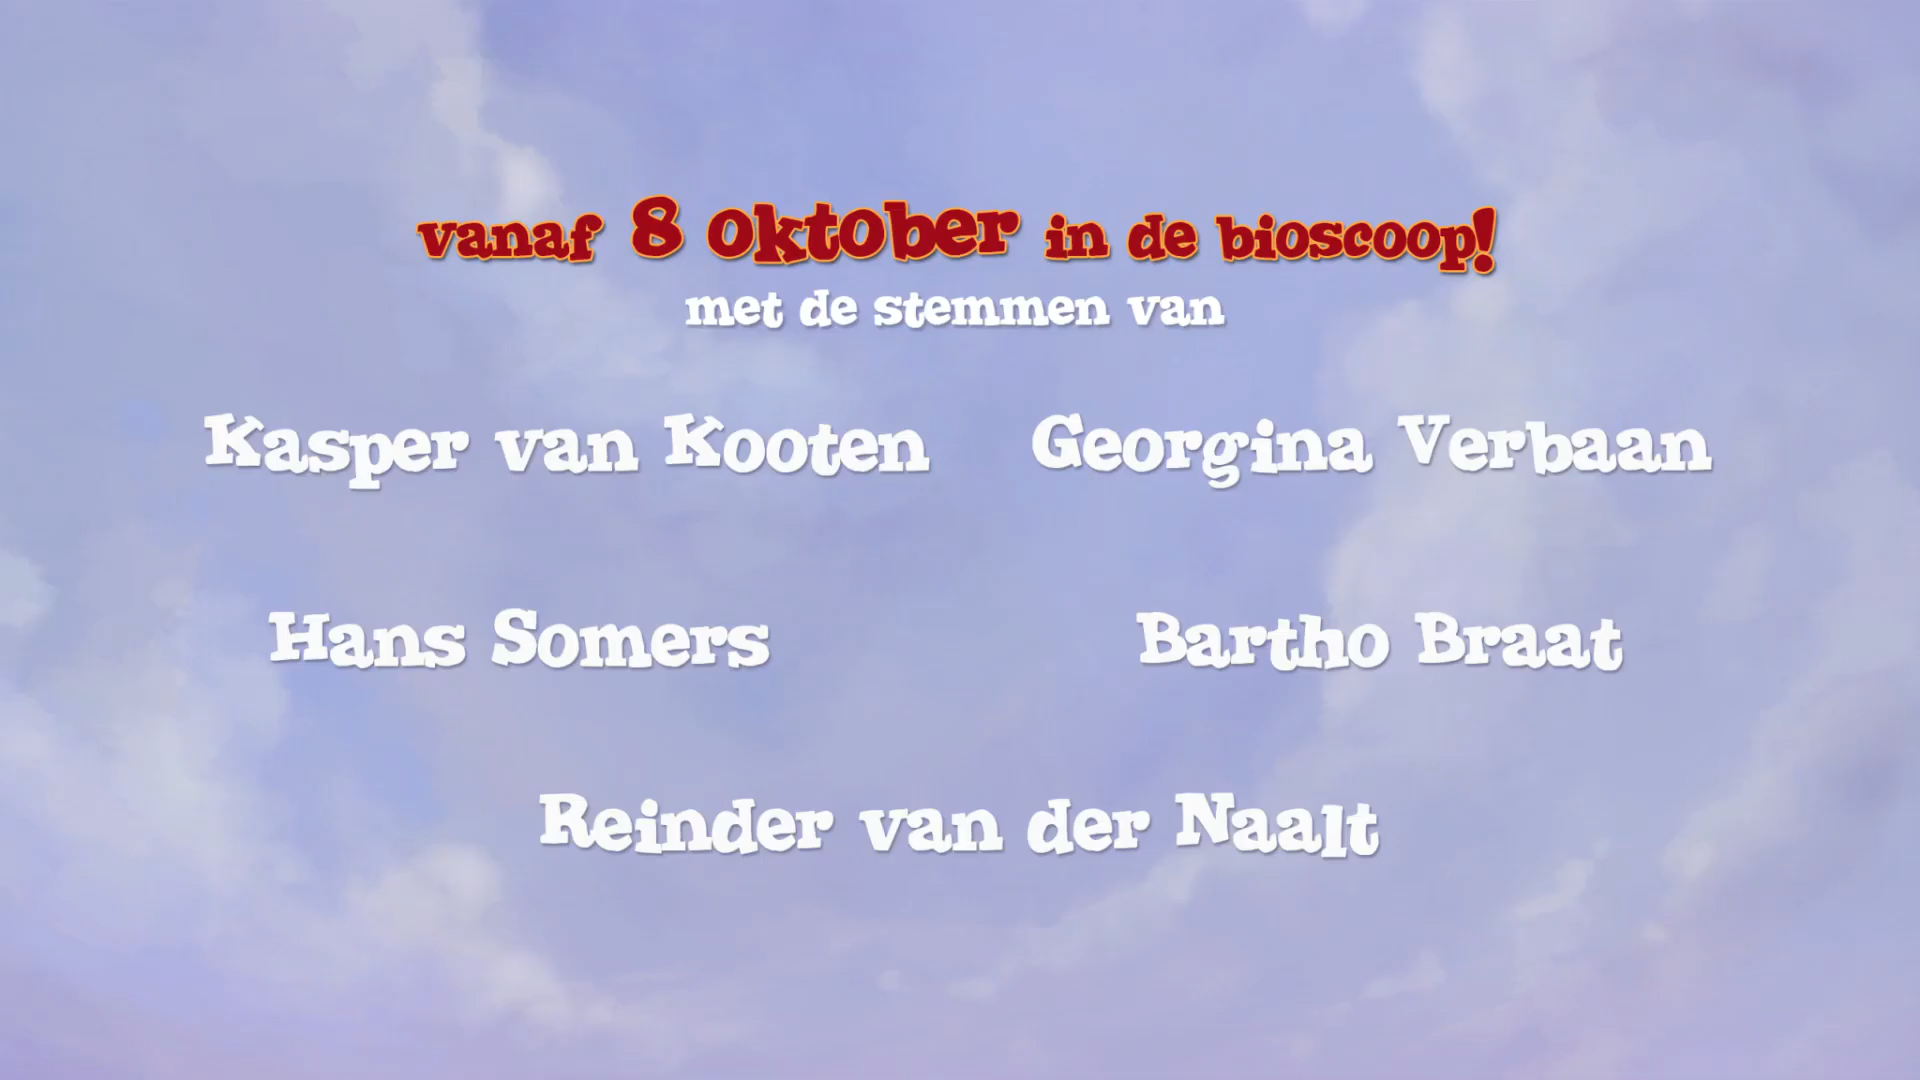 vanaf 8 oktober in de bioscoop!
met de stemmen van
Kasper van Kooten Georgina Verbaan
Hans Somers Bartho Braat
Reinder van der Naalt